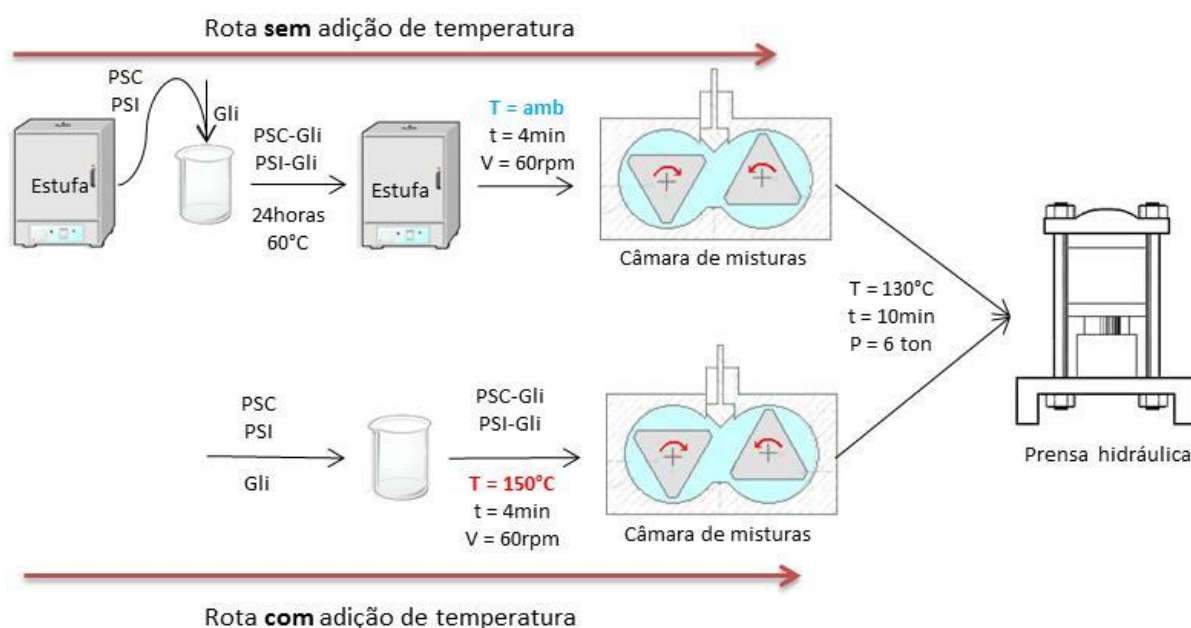 Rota sem adição de temperatura
PSC
PSI
Gli
Estufa
PSC-Gli
PSI-Gli
24horas
60°C
Estufa
T = amb
t = 4min
V = 60rpm
Câmara de misturas
T = 130°C
t = 10min
P = 6 ton
Prensa hidráulica
PSC
PSI
Gli
PSC-Gli
PSI-Gli
T = 150°C
t = 4min
V = 60rpm
Câmara de misturas
Rota com adição de temperatura